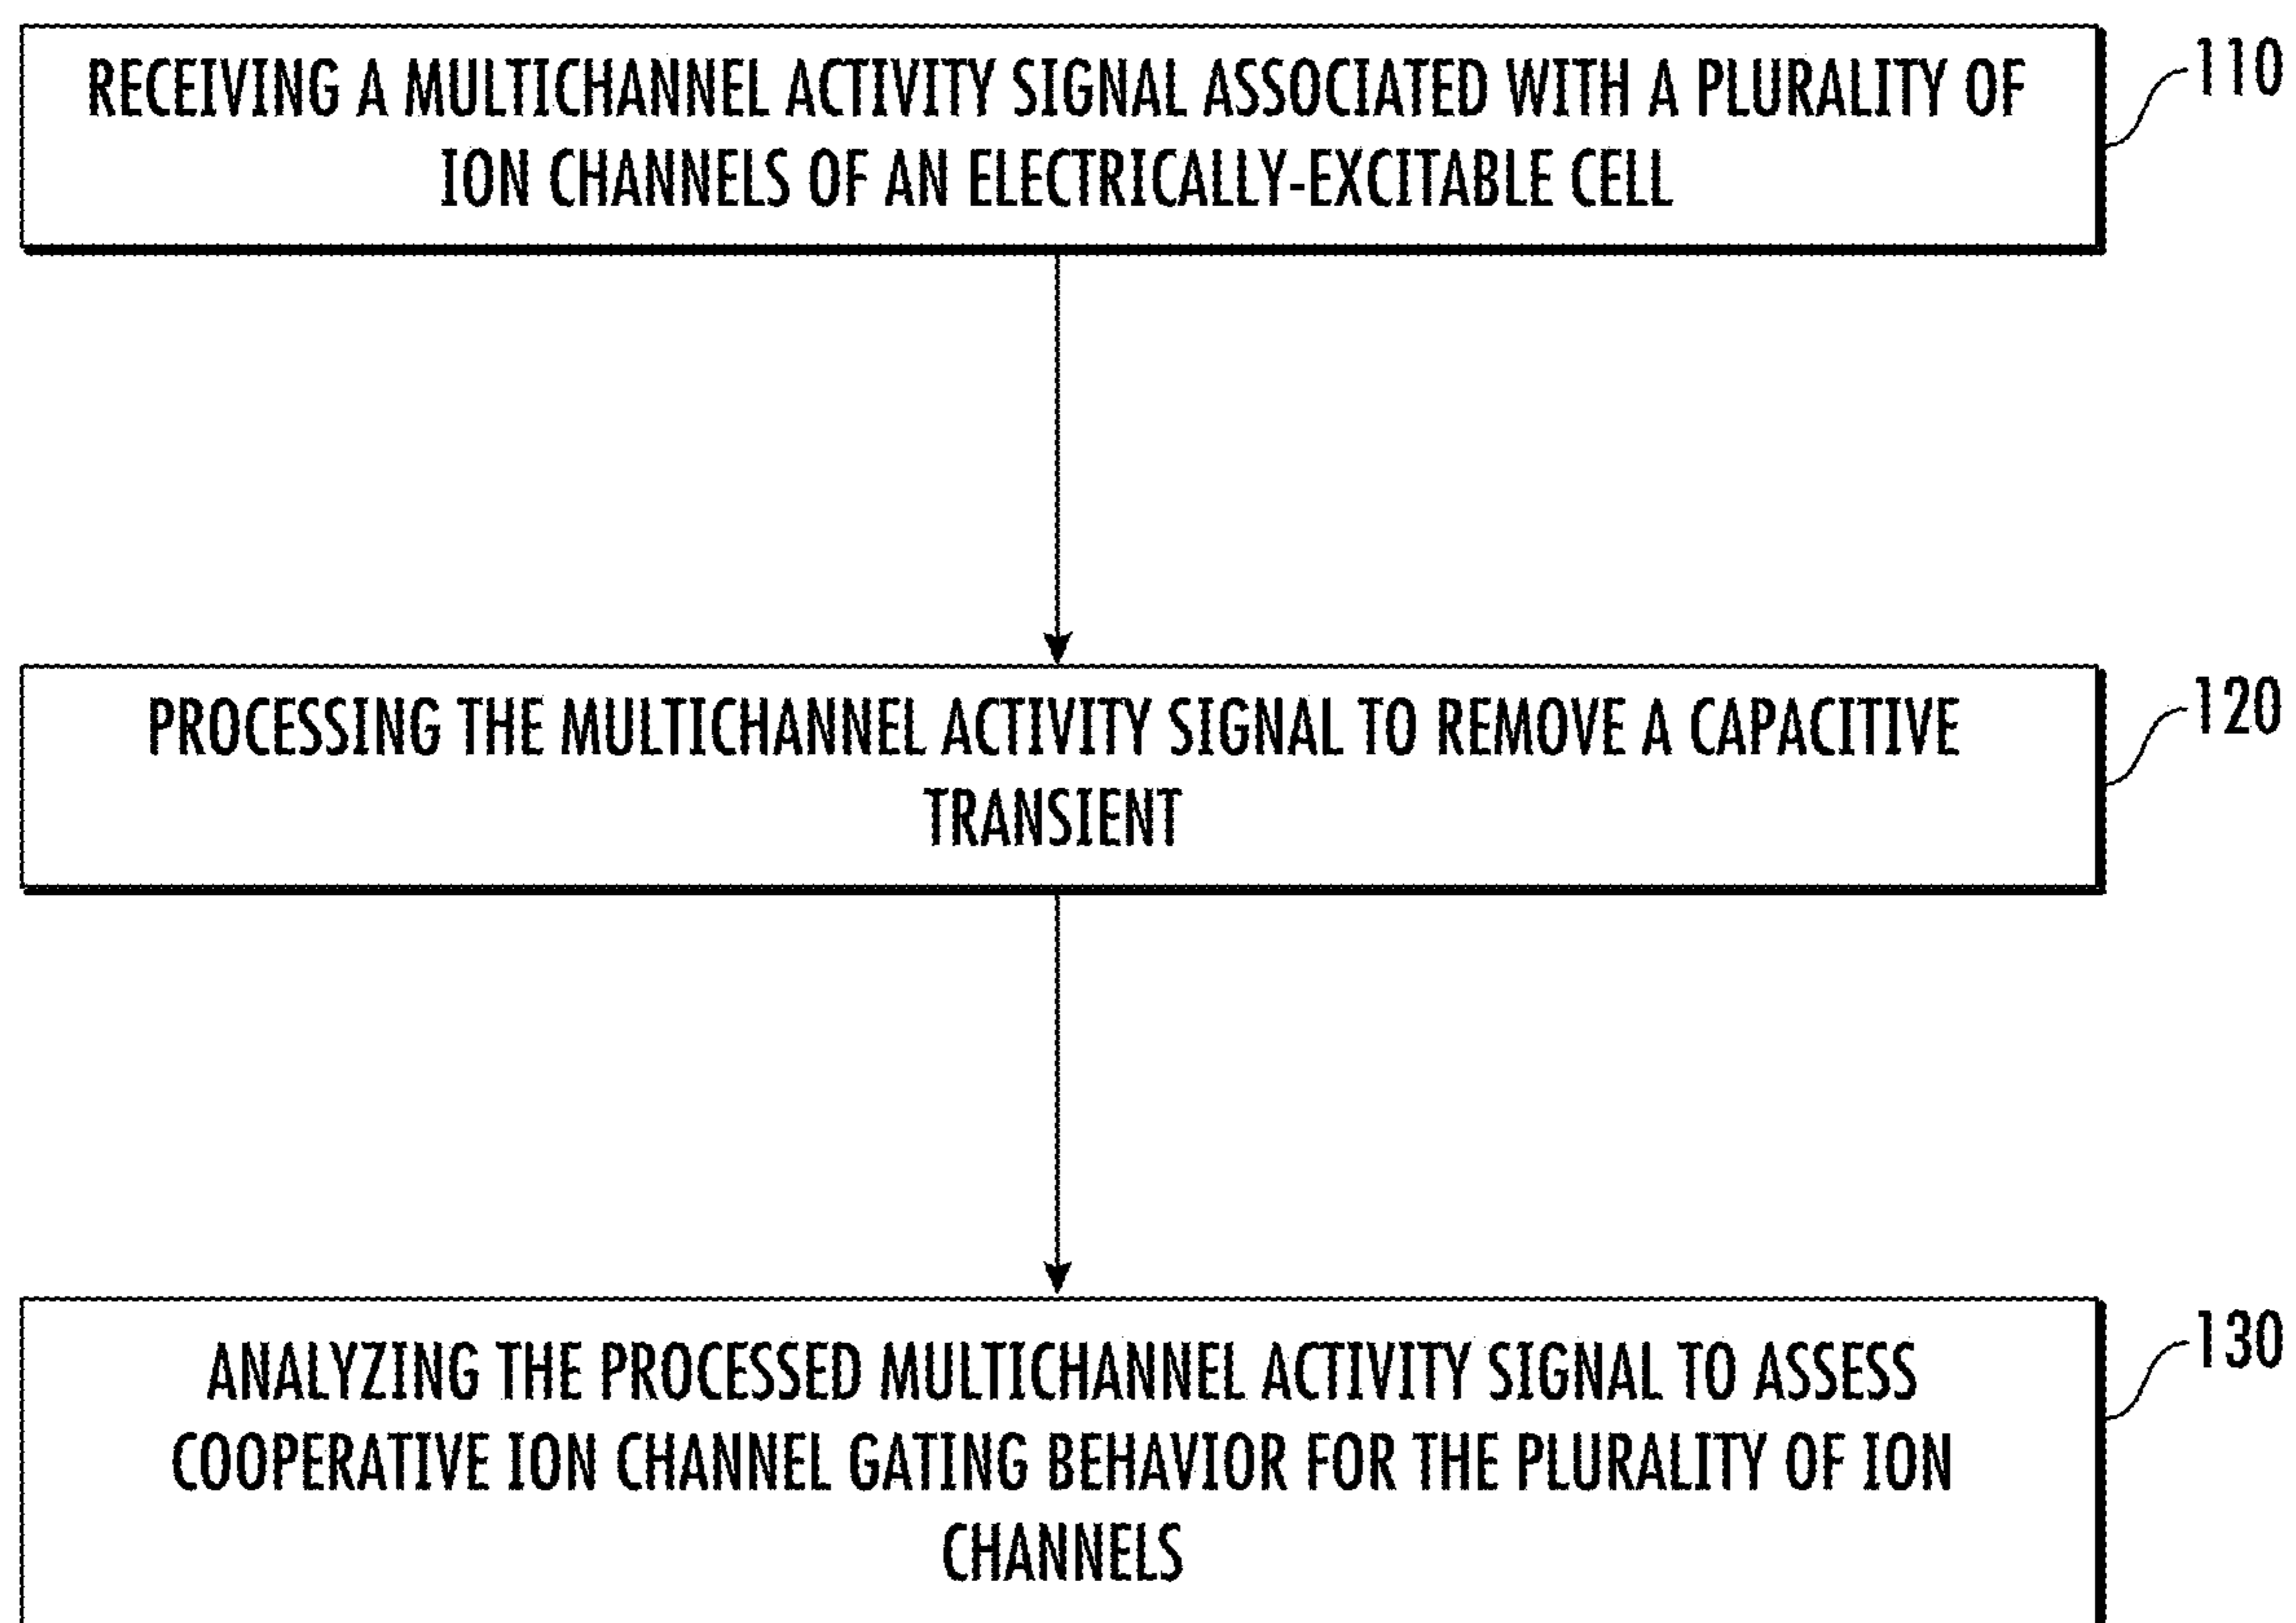 RECEIVING A MULTICHANNEL ACTIVITY SIGNAL ASSOCIATED WITH A PLURALITY OF
ION CHANNELS OF AN ELECTRICALLY-EXCITABLE CELL
110
PROCESSING THE MULTICHANNEL ACTIVITY SIGNAL TO REMOVE A CAPACITIVE
TRANSIENT
120
ANALYZING THE PROCESSED MULTICHANNEL ACTIVITY SIGNAL TO ASSESS
COOPERATIVE ION CHANNEL GATING BEHAVIOR FOR THE PLURALITY OF ION
CHANNELS
130